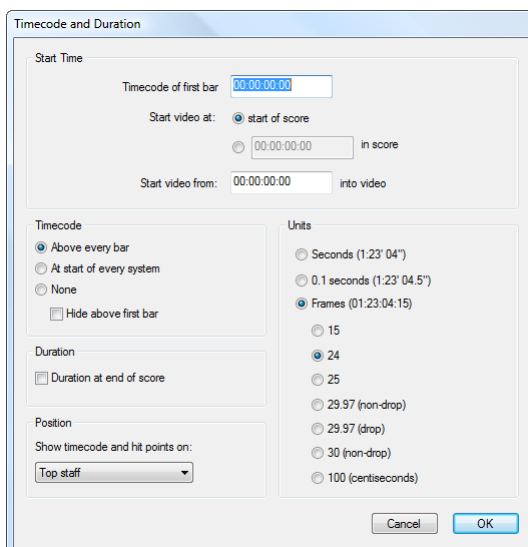 Timecode and Duration
Start Time
Timecode of first bar 00:00:00:00
Start video at: start of score
00:00:00:00 in score
Start video from: 00:00:00:00 into video
Timecode
Above every bar
At start of every system
None
Hide above first bar
Duration
Duration at end of score
Position
Show timecode and hit points on:
Top staff
Units
Seconds (1:23' 04")
0.1 seconds (1:23' 04.5")
Frames (01:23:04:15)
15
24
25
29.97 (non-drop)
29.97 (drop)
30 (non-drop)
100 (centiseconds)
Cancel OK